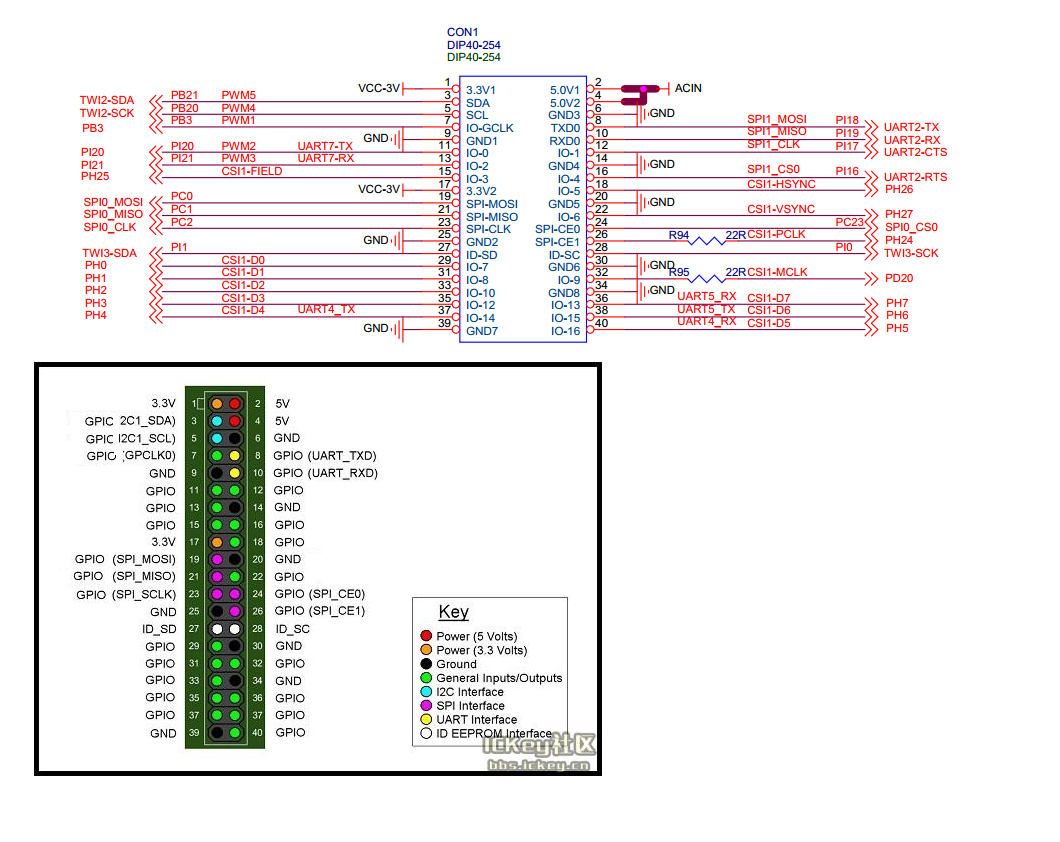 CON1
DIP40-254
DIP40-254
VCC-3V 1 3.3V1 5.0V1 2 ACIN
TWI2-SDA PB21 PWM5 3 SDA 5.0V2 4
TWI2-SCK PB20 PWM4 5 SCL GND3 6 GND
PB3 PB3 PWM1 7 IO-GCLK TXD0 8 SPI1_MOSI PI18 UART2-TX
GND 9 GND1 RXD0 10 SPI1_MISO PI19 UART2-RX
PI20 PI20 PWM2 UART7-TX 11 IO-0 IO-1 12 SPI1_CLK PI17 UART2-CTS
PI21 PI21 PWM3 UART7-RX 13 IO-2 GND4 14 GND
PH25 CSI1-FIELD 15 IO-3 IO-4 16 SPI1_CS0 PI16 UART2-RTS
VCC-3V 17 3.3V2 IO-5 18 CSI1-HSYNC PH26
SPI0_MOSI PC0 19 SPI-MOSI GND5 20 GND
SPI0_MISO PC1 21 SPI-MISO IO-6 22 CSI1-VSYNC PH27
SPI0_CLK PC2 23 SPI-CLK SPI-CE0 24 PC23 SPI0_CS0
GND 25 GND2 SPI-CE1 26 R94 22R CSI1-PCLK PH24
TWI3-SDA PI1 27 ID-SD ID-SC 28 PI0 TWI3-SCK
PH0 CSI1-D0 29 IO-7 GND6 30 GND
PH1 CSI1-D1 31 IO-8 IO-9 32 R95 22R CSI1-MCLK PD20
PH2 CSI1-D2 33 IO-10 GND8 34 GND
PH3 CSI1-D3 35 IO-12 IO-13 36 UART5_RX CSI1-D7 PH7
PH4 CSI1-D4 UART4_TX 37 IO-14 IO-15 38 UART5_TX CSI1-D6 PH6
GND 39 GND7 IO-16 40 UART4_RX CSI1-D5 PH5
3.3V 1 2 5V
GPIC 2C1_SDA) 3 4 5V
GPIC I2C1_SCL) 5 6 GND
GPIO (GPCLK0) 7 8 GPIO (UART_TXD)
GND 9 10 GPIO (UART_RXD)
GPIO 11 12 GPIO
GPIO 13 14 GND
GPIO 15 16 GPIO
3.3V 17 18 GPIO
GPIO (SPI_MOSI) 19 20 GND
GPIO (SPI_MISO) 21 22 GPIO
GPIO (SPI_SCLK) 23 24 GPIO (SPI_CE0)
GND 25 26 GPIO (SPI_CE1)
ID_SD 27 28 ID_SC
GPIO 29 30 GND
GPIO 31 32 GPIO
GPIO 33 34 GND
GPIO 35 36 GPIO
GPIO 37 37 GPIO
GND 39 40 GPIO
Key
Power (5 Volts)
Power (3.3 Volts)
Ground
General Inputs/Outputs
I2C Interface
SPI Interface
UART Interface
ID EEPROM Interface
ICKey社区
bbs.ickey.cn